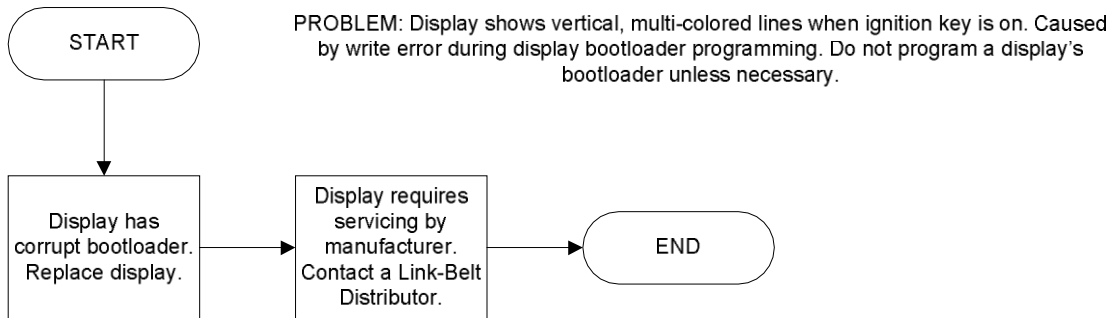 START
PROBLEM: Display shows vertical, multi-colored lines when ignition key is on. Caused
by write error during display bootloader programming. Do not program a display's
bootloader unless necessary.
Display has
corrupt bootloader.
Replace display.
Display requires
servicing by
manufacturer.
Contact a Link-Belt
Distributor.
END